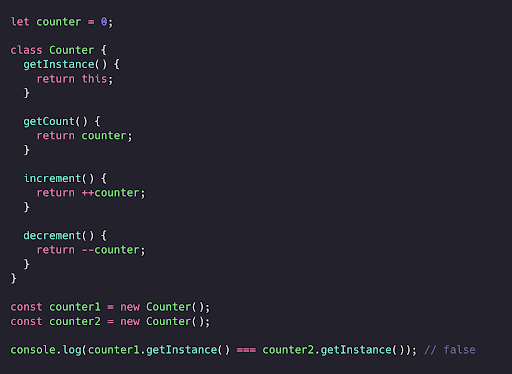 let counter = 0;

class Counter {
  getInstance() {
    return this;
  }

  getCount() {
    return counter;
  }

  increment() {
    return ++counter;
  }

  decrement() {
    return --counter;
  }
}

const counter1 = new Counter();
const counter2 = new Counter();

console.log(counter1.getInstance() === counter2.getInstance()); // false